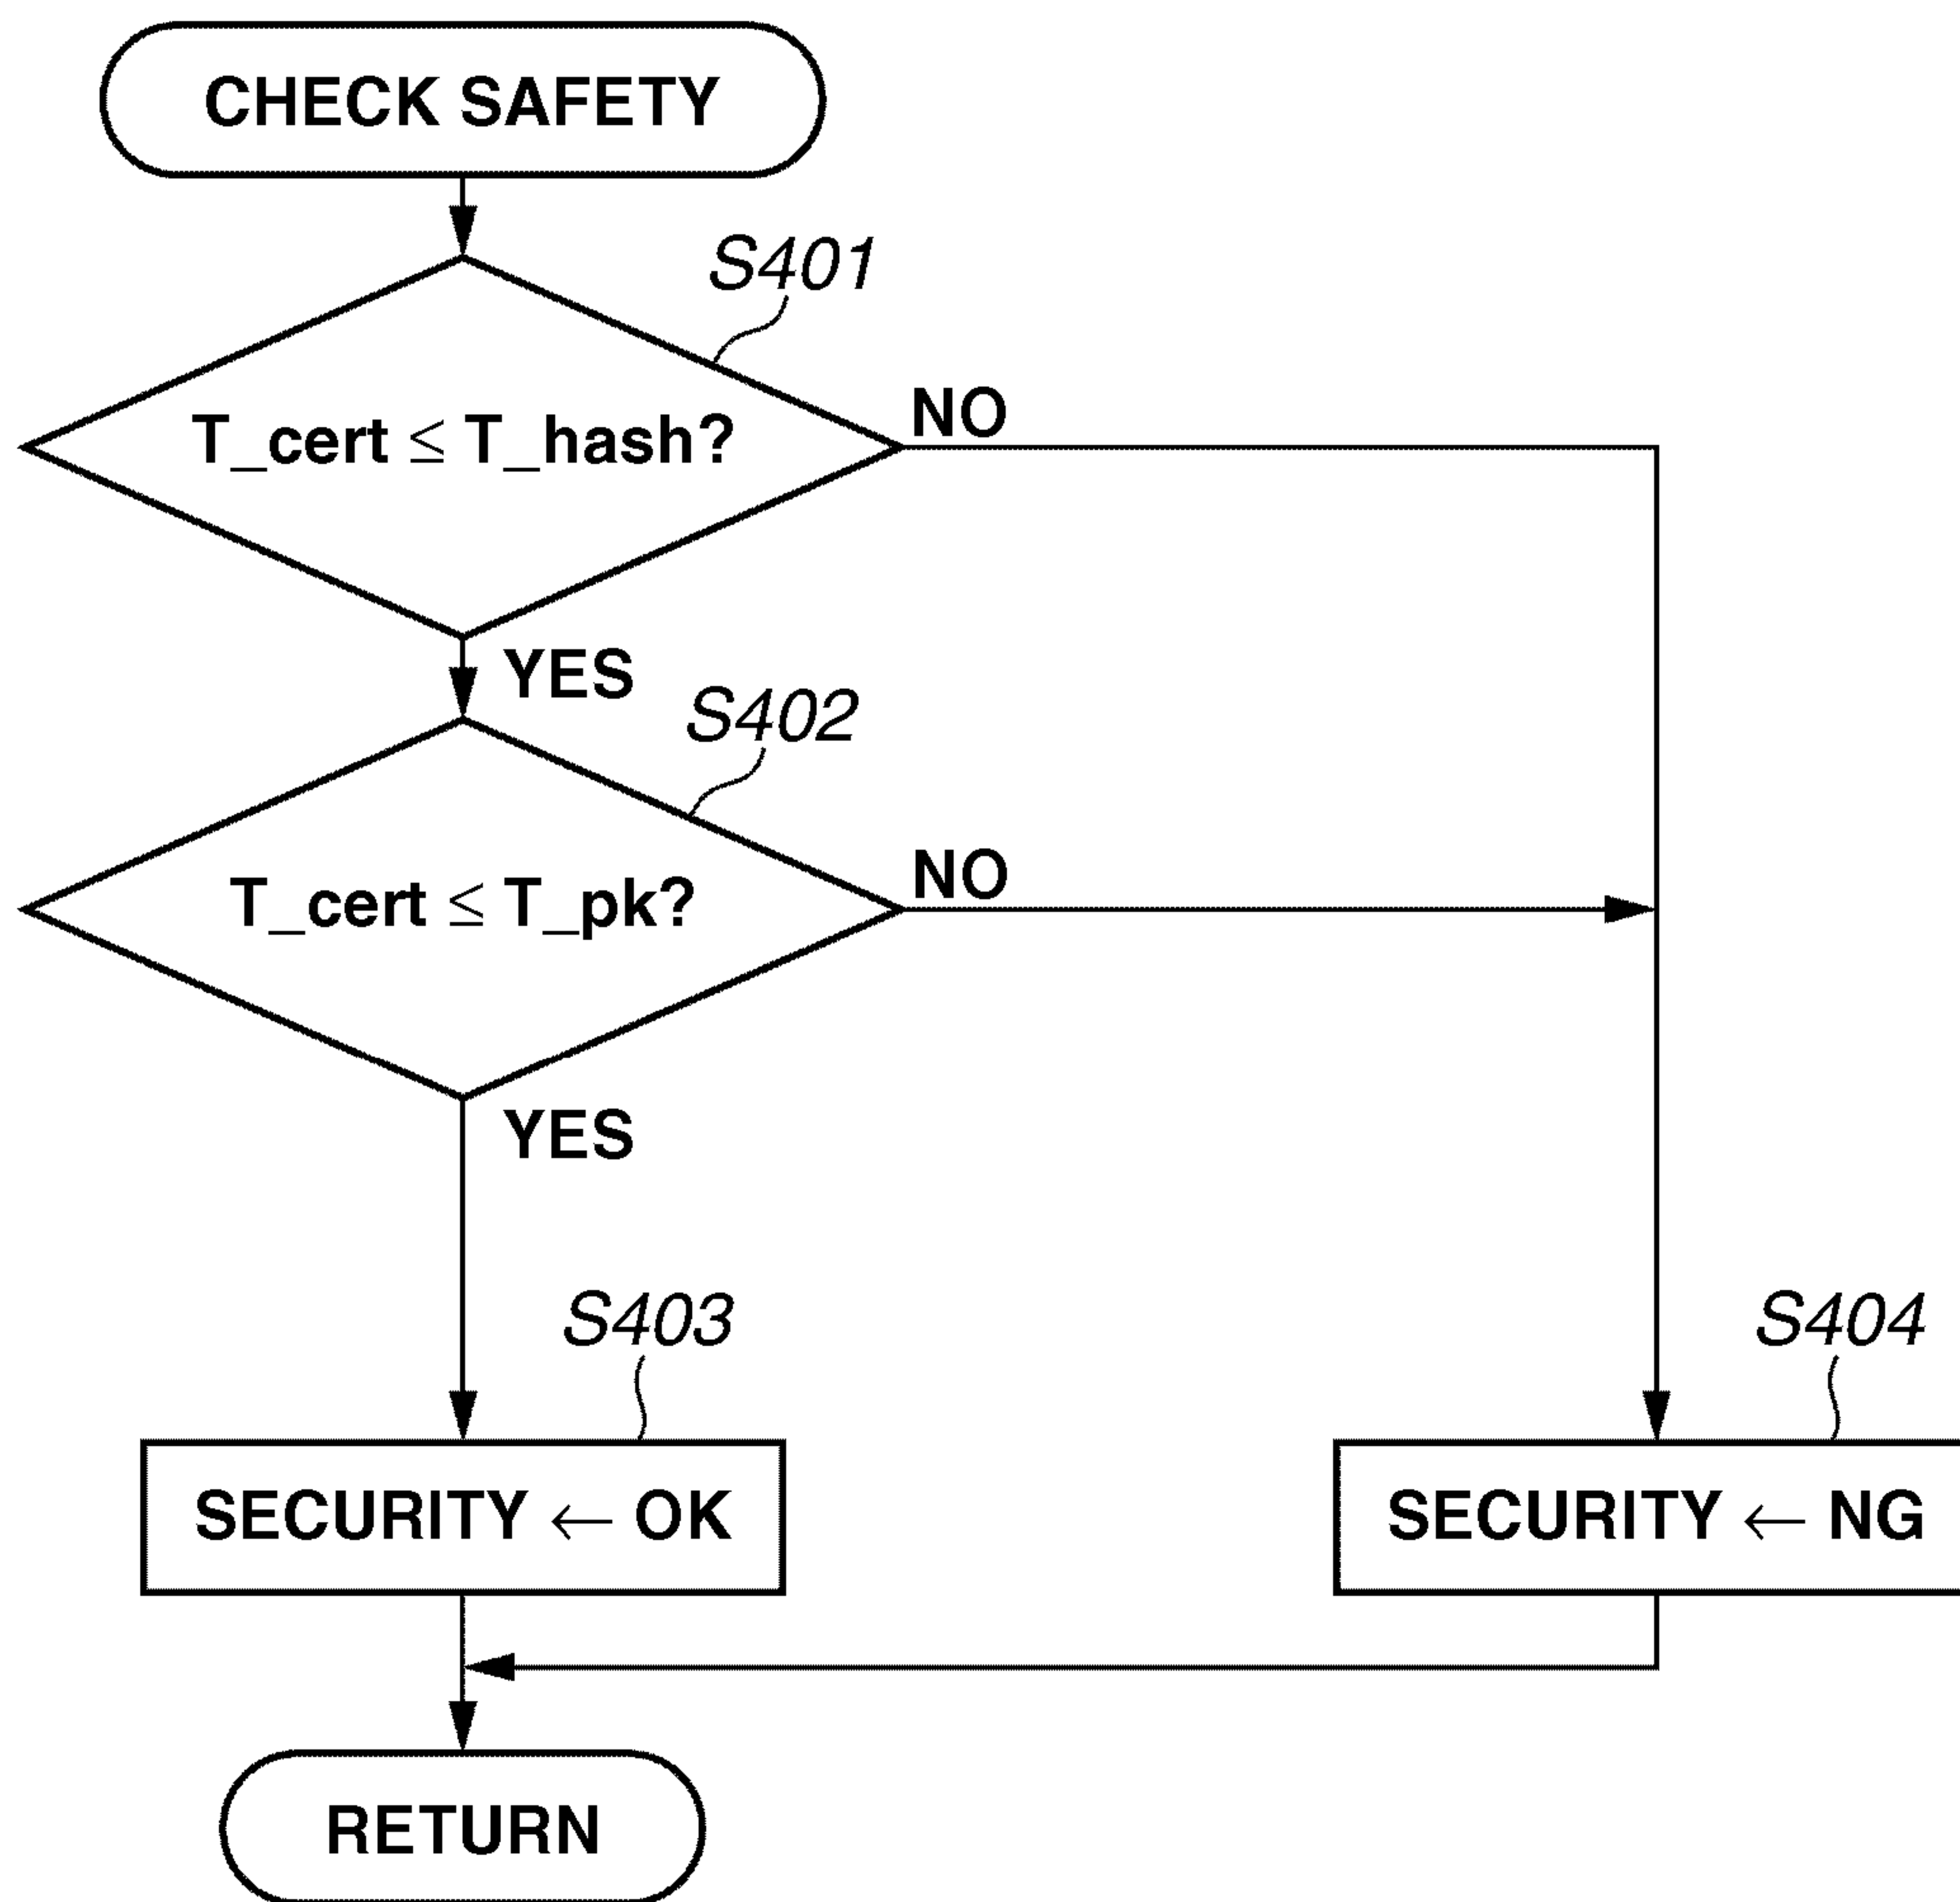 CHECK SAFETY
S401
T_cert ≤ T_hash?
NO
YES
S402
T_cert ≤ T_pk?
NO
YES
S403
S404
SECURITY ← OK
SECURITY ← NG
RETURN